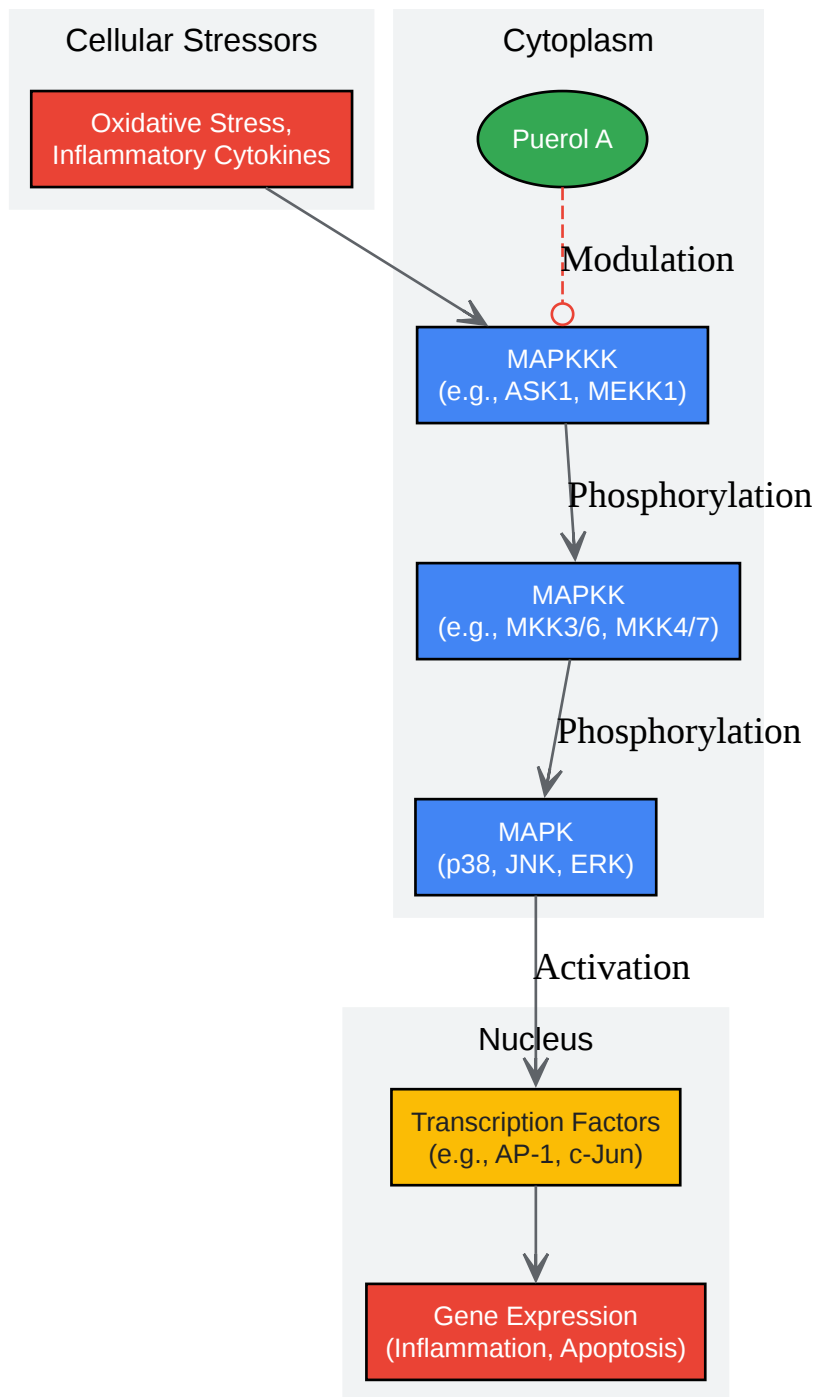 Cellular Stressors
Cytoplasm
Oxidative Stress,
Inflammatory Cytokines
Puerol A
Modulation
MAPKKK
(e.g., ASK1, MEKK1)
Phosphorylation
MAPKK
(e.g., MKK3/6, MKK4/7)
Phosphorylation
MAPK
(p38, JNK, ERK)
Activation
Nucleus
Transcription Factors
(e.g., AP-1, c-Jun)
Gene Expression
(Inflammation, Apoptosis)